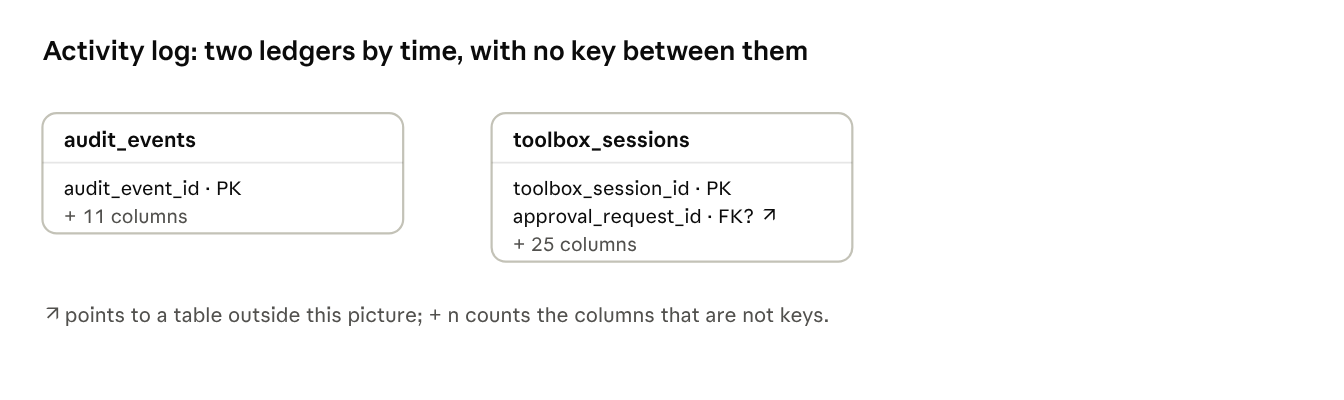 Activity log: two ledgers by time, with no key between them
audit_events
audit_event_id · PK
+ 11 columns
toolbox_sessions
toolbox_session_id · PK
approval_request_id · FK? ↗
+ 25 columns
↗ points to a table outside this picture; + n counts the columns that are not keys.